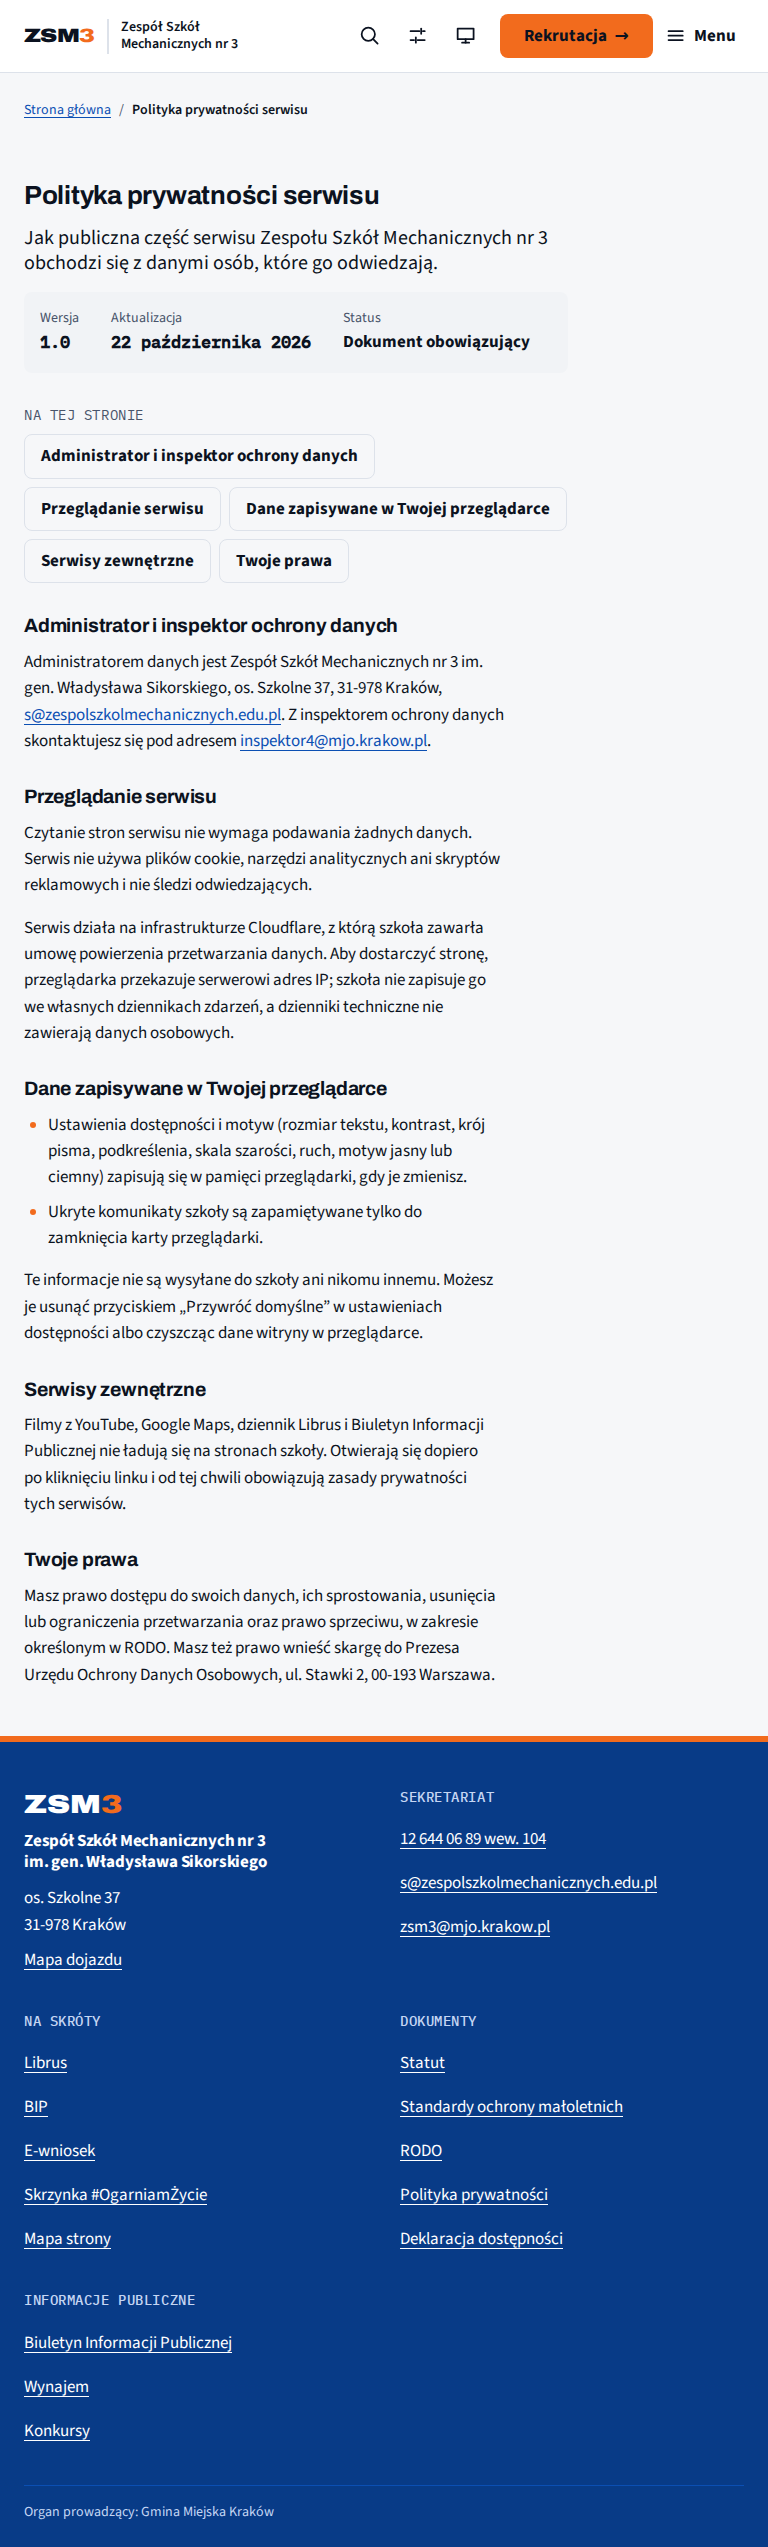 ZSM3
Zespół Szkół
Mechanicznych nr 3
Rekrutacja →
Menu
Strona główna / Polityka prywatności serwisu
Polityka prywatności serwisu
Jak publiczna część serwisu Zespołu Szkół Mechanicznych nr 3
obchodzi się z danymi osób, które go odwiedzają.
Wersja
1.0
Aktualizacja
22 października 2026
Status
Dokument obowiązujący
NA TEJ STRONIE
Administrator i inspektor ochrony danych
Przeglądanie serwisu
Dane zapisywane w Twojej przeglądarce
Serwisy zewnętrzne
Twoje prawa
Administrator i inspektor ochrony danych
Administratorem danych jest Zespół Szkół Mechanicznych nr 3 im.
gen. Władysława Sikorskiego, os. Szkolne 37, 31-978 Kraków,
s@zespolszkolmechanicznych.edu.pl. Z inspektorem ochrony danych
skontaktujesz się pod adresem inspektor4@mjo.krakow.pl.
Przeglądanie serwisu
Czytanie stron serwisu nie wymaga podawania żadnych danych.
Serwis nie używa plików cookie, narzędzi analitycznych ani skryptów
reklamowych i nie śledzi odwiedzających.
Serwis działa na infrastrukturze Cloudflare, z którą szkoła zawarła
umowę powierzenia przetwarzania danych. Aby dostarczyć stronę,
przeglądarka przekazuje serwerowi adres IP; szkoła nie zapisuje go
we własnych dziennikach zdarzeń, a dzienniki techniczne nie
zawierają danych osobowych.
Dane zapisywane w Twojej przeglądarce
Ustawienia dostępności i motyw (rozmiar tekstu, kontrast, krój
pisma, podkreślenia, skala szarości, ruch, motyw jasny lub
ciemny) zapisują się w pamięci przeglądarki, gdy je zmienisz.
Ukryte komunikaty szkoły są zapamiętywane tylko do
zamknięcia karty przeglądarki.
Te informacje nie są wysyłane do szkoły ani nikomu innemu. Możesz
je usunąć przyciskiem „Przywróć domyślne” w ustawieniach
dostępności albo czyszcząc dane witryny w przeglądarce.
Serwisy zewnętrzne
Filmy z YouTube, Google Maps, dziennik Librus i Biuletyn Informacji
Publicznej nie ładują się na stronach szkoły. Otwierają się dopiero
po kliknięciu linku i od tej chwili obowiązują zasady prywatności
tych serwisów.
Twoje prawa
Masz prawo dostępu do swoich danych, ich sprostowania, usunięcia
lub ograniczenia przetwarzania oraz prawo sprzeciwu, w zakresie
określonym w RODO. Masz też prawo wnieść skargę do Prezesa
Urzędu Ochrony Danych Osobowych, ul. Stawki 2, 00-193 Warszawa.
ZSM3
Zespół Szkół Mechanicznych nr 3
im. gen. Władysława Sikorskiego
os. Szkolne 37
31-978 Kraków
Mapa dojazdu
SEKRETARIAT
12 644 06 89 wew. 104
s@zespolszkolmechanicznych.edu.pl
zsm3@mjo.krakow.pl
NA SKRÓTY
Librus
BIP
E-wniosek
Skrzynka #OgarniamŻycie
Mapa strony
DOKUMENTY
Statut
Standardy ochrony małoletnich
RODO
Polityka prywatności
Deklaracja dostępności
INFORMACJE PUBLICZNE
Biuletyn Informacji Publicznej
Wynajem
Konkursy
Organ prowadzący: Gmina Miejska Kraków